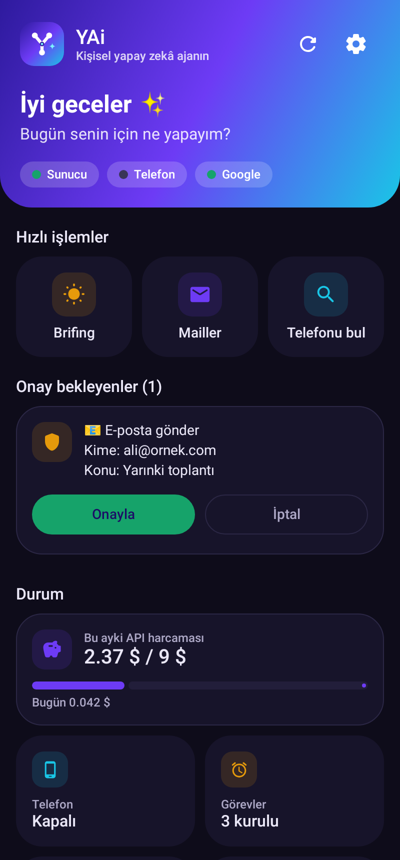 YAi
Kişisel yapay zekâ ajanın
İyi geceler ✨
Bugün senin için ne yapayım?
Sunucu
Telefon
Google
Hızlı işlemler
Brifing
Mailler
Telefonu bul
Onay bekleyenler (1)
📧 E-posta gönder
Kime: ali@ornek.com
Konu: Yarınki toplantı
Onayla
İptal
Durum
Bu ayki API harcaması
2.37 $ / 9 $
Bugün 0.042 $
Telefon
Kapalı
Görevler
3 kurulu